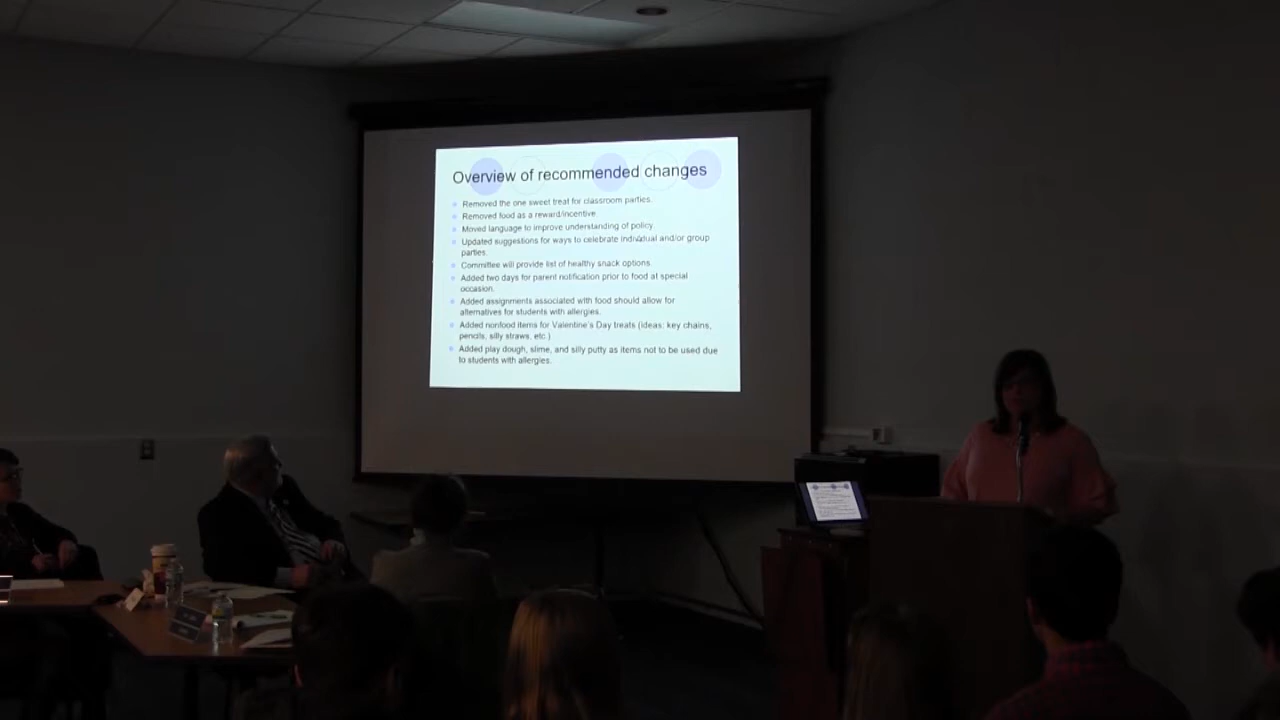 Overview of recommended changes
Removed the one sweet treat for classroom parties.
Removed food as a reward/incentive.
Moved language to improve understanding of policy.
Updated suggestions for ways to celebrate individual and/or group
parties.
Committee will provide list of healthy snack options.
Added two days for parent notification prior to food at special
occasion.
Added assignments associated with food should allow for
alternatives for students with allergies.
Added nonfood items for Valentine's Day treats (ideas: key chains,
pencils, silly straws, etc.)
Added play dough, slime, and silly putty as items not to be used due
to students with allergies.